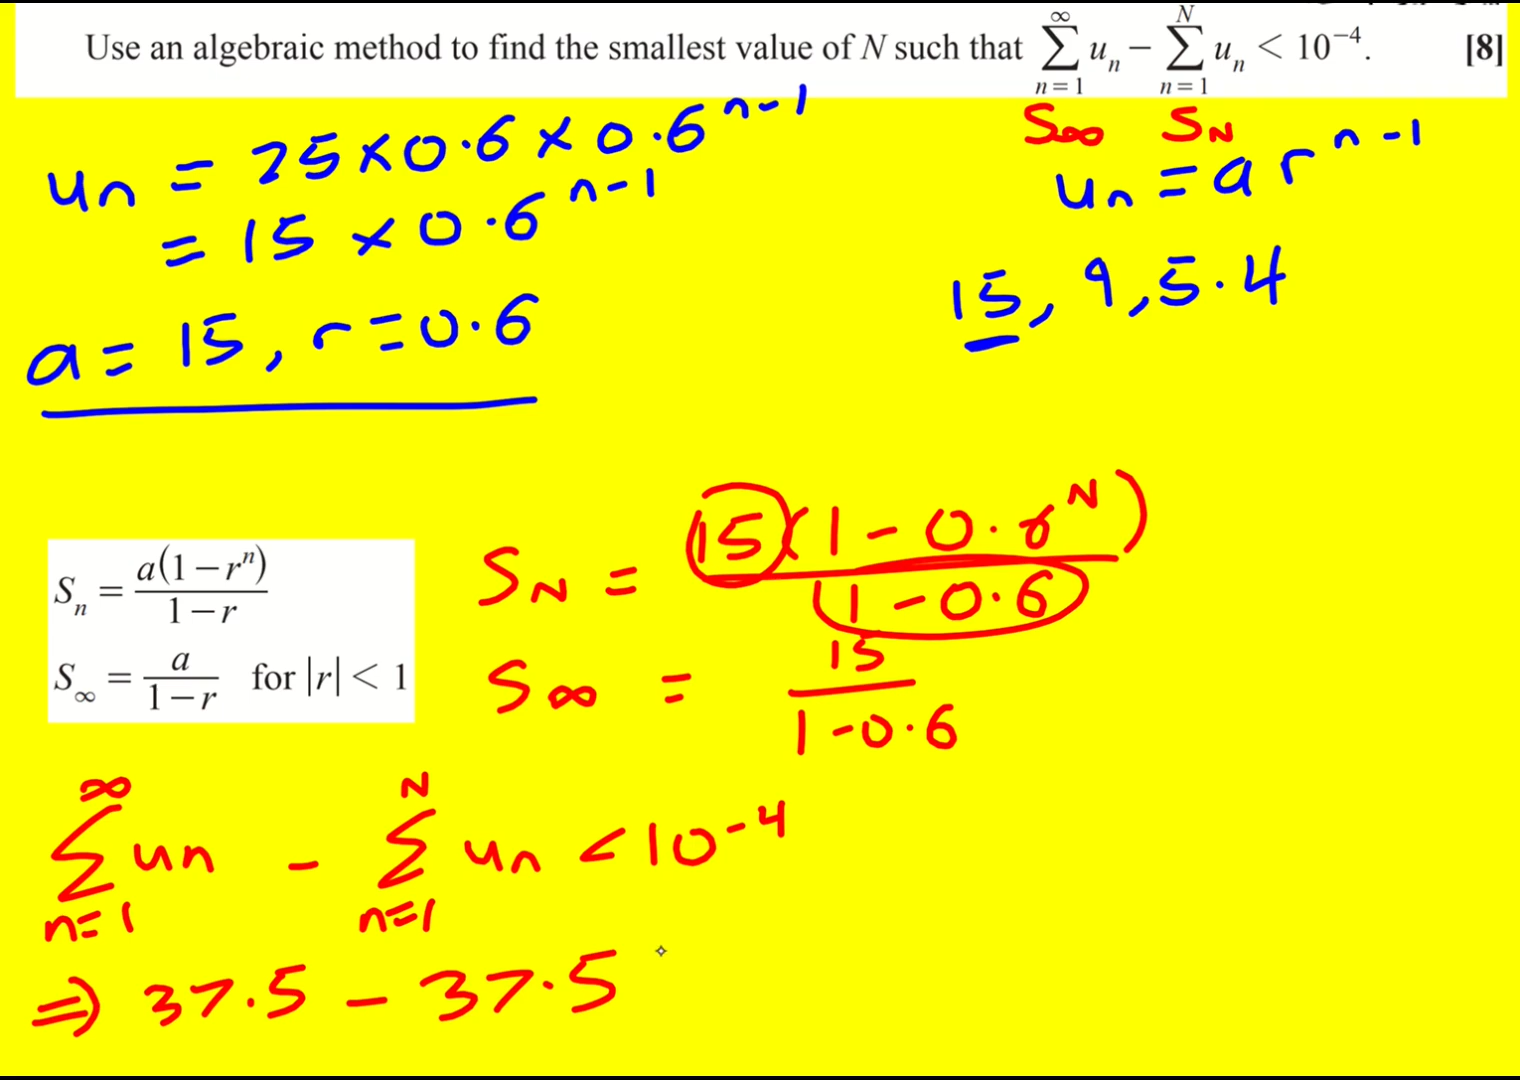 Use an algebraic method to find the smallest value of N such that ∑_{n=1}^{∞} u_n − ∑_{n=1}^{N} u_n < 10^{−4}. [8]
S∞ S_N
u_n = 25 × 0.6 × 0.6^{n-1}
u_n = a r^{n-1}
= 15 × 0.6^{n-1}
15, 9, 5.4
a = 15, r = 0.6
S_n = a(1 − r^n) / 1 − r
S_∞ = a / 1 − r for |r| < 1
S_N = 15(1 - 0.6^N) / 1 - 0.6
S∞ = 15 / 1 - 0.6
∑_{n=1}^{∞} u_n - ∑_{n=1}^{N} u_n < 10^{-4}
⇒ 37.5 - 37.5